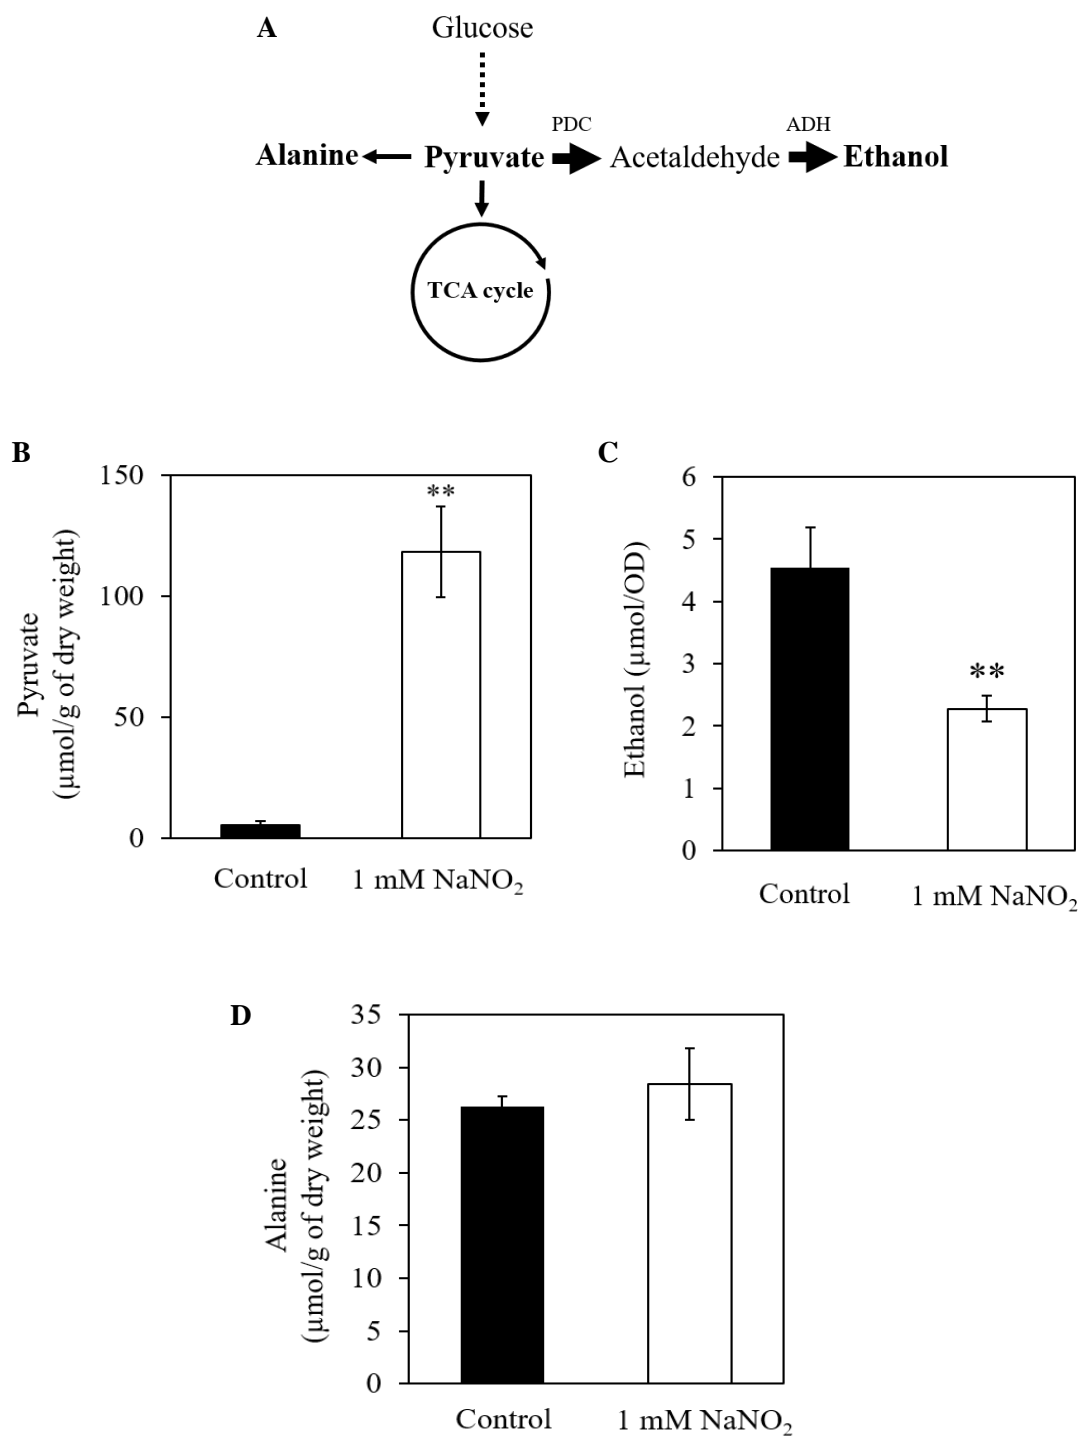 A
Glucose
PDC
ADH
Alanine
Pyruvate
Acetaldehyde
Ethanol
TCA cycle
B
150
100
50
0
Pyruvate
(µmol/g of dry weight)
**
Control
1 mM NaNO₂
C
6
5
4
3
2
1
0
Ethanol (µmol/OD)
**
Control
1 mM NaNO₂
D
35
30
25
20
15
10
5
0
Alanine
(µmol/g of dry weight)
Control
1 mM NaNO₂